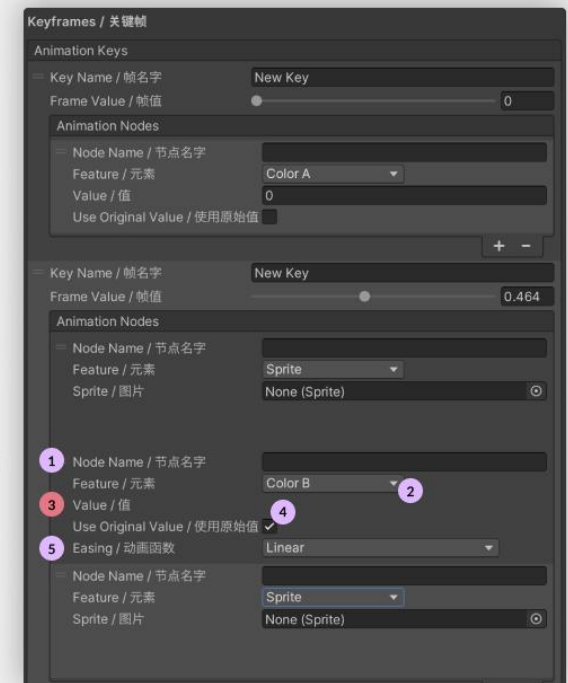 Keyframes / 关键帧
Animation Keys
Key Name / 帧名字 New Key
Frame Value / 帧值 0
Animation Nodes
Node Name / 节点名字
Feature / 元素 Color A
Value / 值 0
Use Original Value / 使用原始值
+ -
Key Name / 帧名字 New Key
Frame Value / 帧值 0.464
Animation Nodes
Node Name / 节点名字
Feature / 元素 Sprite
Sprite / 图片 None (Sprite)
1 Node Name / 节点名字
Feature / 元素 Color B 2
3 Value / 值
Use Original Value / 使用原始值 4
5 Easing / 动画函数 Linear
Node Name / 节点名字
Feature / 元素 Sprite
Sprite / 图片 None (Sprite)